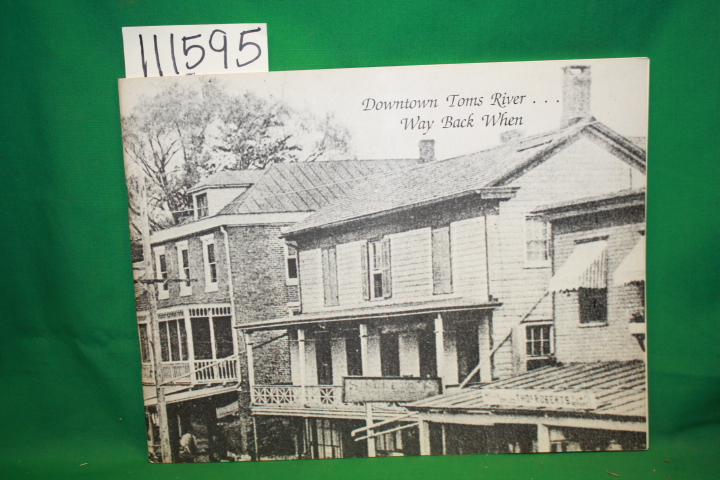 111595
Downtown Toms River . . .
Way Back When